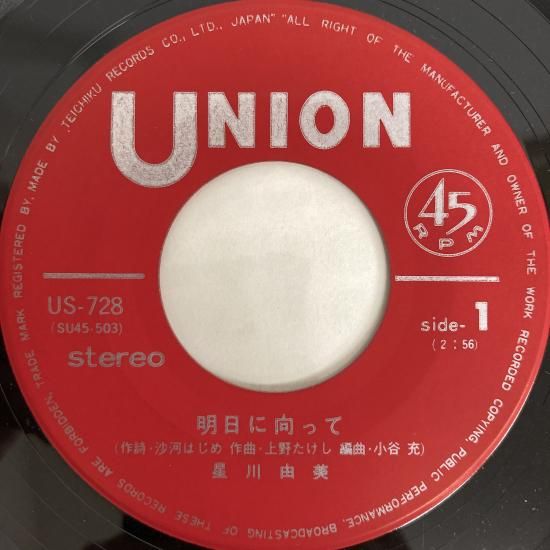 TRADE MARK REGISTERED BY, MADE BY TEICHIKU RECORDS CO., LTD., JAPAN" "ALL RIGHT OF THE MANUFACTURER AND OWNER OF THE WORK RECORDED COPYING, PUBLIC PERFORMANCE, BROADCASTING OF THESE RECORDS ARE FORBIDDEN,
UNION
45
RPM
US-728
(SU45-503)
stereo
side-1
(2:56)
明日に向って
(作詩・沙河はじめ 作曲・上野たけし 編曲・小谷 充)
星川由美